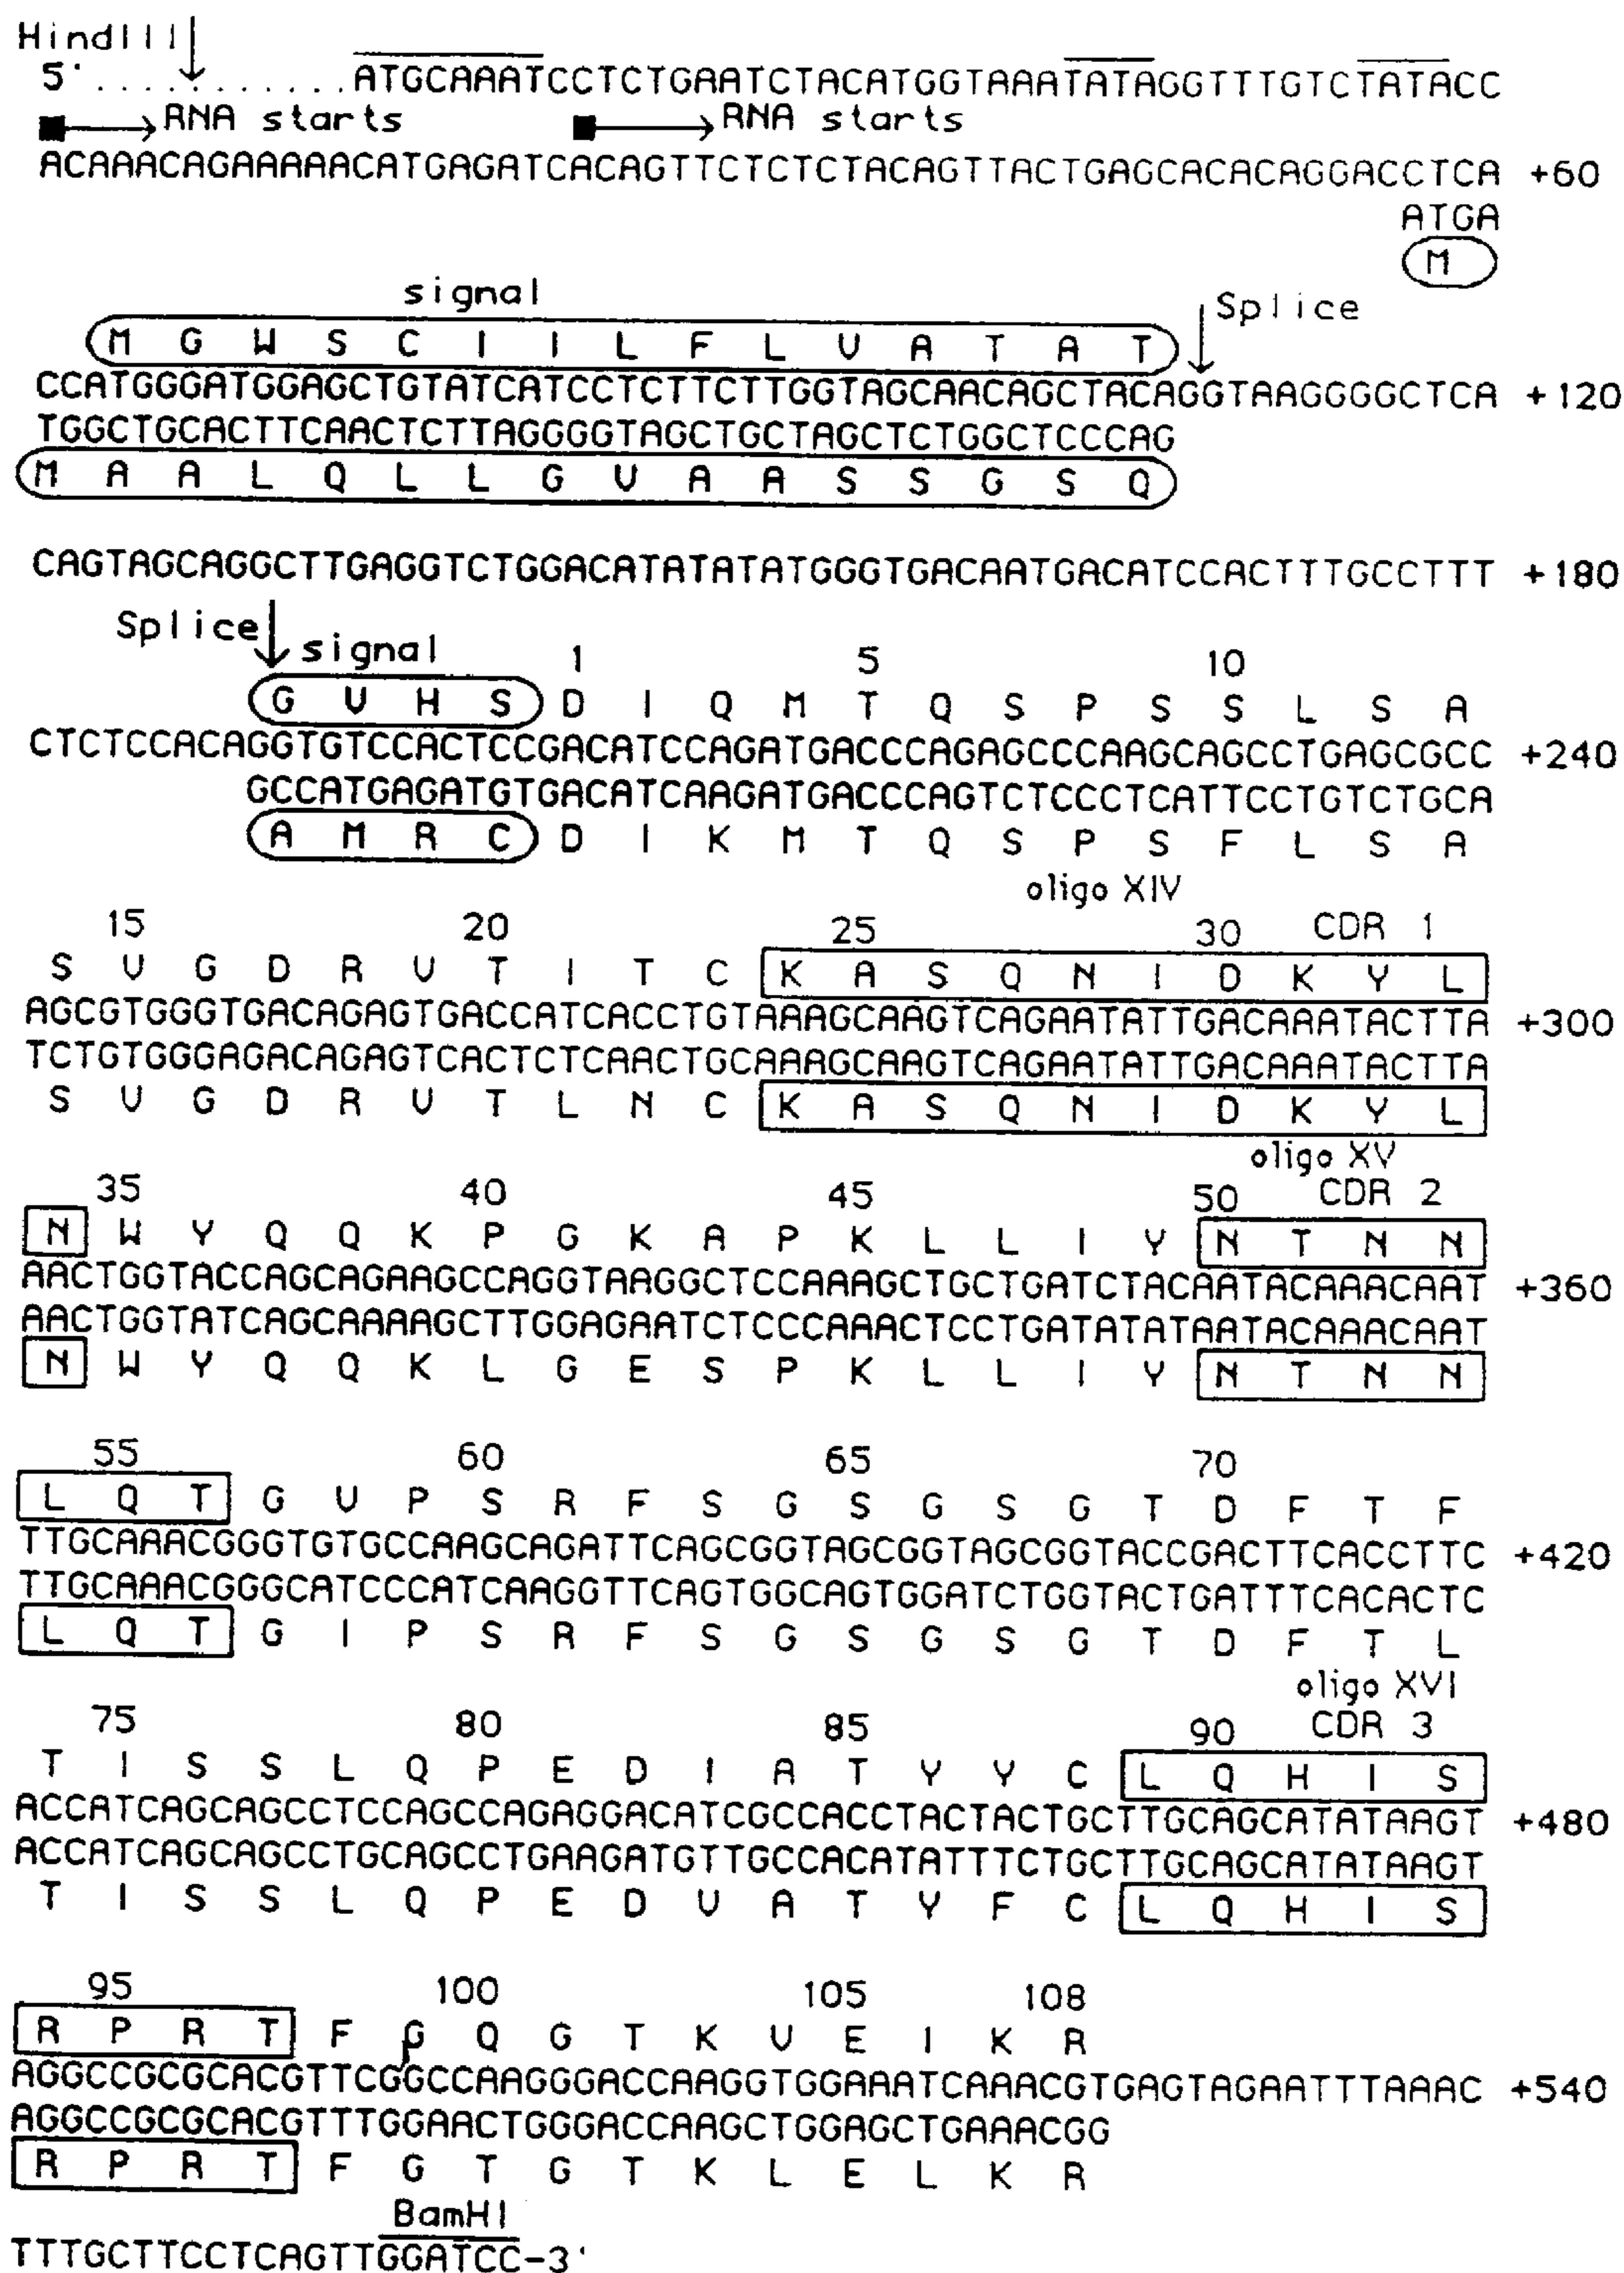 HindIII
5'...........ATGCAAATCCTCTGAATCTACATGGTAAATATAGGTTTGTCTATACC
RNA starts RNA starts
ACAAACAGAAAAACATGAGATCACAGTTCTCTCTACAGTTACTGAGCACACAGGACCTCA +60
ATGA
M
signal Splice
M G W S C I I L F L V A T A T
CCATGGGATGGAGCTGTATCATCCTCTTCTTGGTAGCAACAGCTACAGGTAAGGGGCTCA +120
TGGCTGCACTTCAACTCTTAGGGGTAGCTGCTAGCTCTGGCTCCCAG
M A A L Q L L G V A A S S G S Q
CAGTAGCAGGCTTGAGGTCTGGACATATATATGGGTGACAATGACATCCACTTTGCCTTT +180
Splice signal 1 5 10
G V H S D I Q M T Q S P S S L S A
CTCTCCACAGGTGTCCACTCCGACATCCAGATGACCCAGAGCCCAAGCAGCCTGAGCGCC +240
GCCATGAGATGTGACATCAAGATGACCCAGTCTCCCTCATTCCTGTCTGCA
A M R C D I K M T Q S P S F L S A
oligo XIV
15 20 25 30 CDR 1
S V G D R V T I T C K A S Q N I D K Y L
AGCGTGGGTGACAGAGTGACCATCACCTGTAAAGCAAGTCAGAATATTGACAAATACTTA +300
TCTGTGGGAGACAGAGTCACTCTCAACTGCAAAGCAAGTCAGAATATTGACAAATACTTA
S V G D R V T L N C K A S Q N I D K Y L
oligo XV
35 40 45 50 CDR 2
N W Y Q Q K P G K A P K L L I Y N T N N
AACTGGTACCAGCAGAAGCCAGGTAAGGCTCCAAAGCTGCTGATCTACAATACAAACAAT +360
AACTGGTATCAGCAAAAGCTTGGAGAATCTCCCAAACTCCTGATATATAATACAAACAAT
N W Y Q Q K L G E S P K L L I Y N T N N
55 60 65 70
L Q T G V P S R F S G S G S G T D F T F
TTGCAAACGGGTGTGCCAAGCAGATTCAGCGGTAGCGGTAGCGGTACCGACTTCACCTTC +420
TTGCAAACGGGCATCCCATCAAGGTTCAGTGGCAGTGGATCTGGTACTGATTTCACACTC
L Q T G I P S R F S G S G S G T D F T L
oligo XVI
75 80 85 90 CDR 3
T I S S L Q P E D I A T Y Y C L Q H I S
ACCATCAGCAGCCTCCAGCCAGAGGACATCGCCACCTACTACTGCTTGCAGCATATAAGT +480
ACCATCAGCAGCCTGCAGCCTGAAGATGTTGCCACATATTTCTGCTTGCAGCATATAAGT
T I S S L Q P E D V A T Y F C L Q H I S
95 100 105 108
R P R T F G Q G T K V E I K R
AGGCCGCGCACGTTCGGCCAAGGGACCAAGGTGGAAATCAAACGTGAGTAGAATTTAAAC +540
AGGCCGCGCACGTTTGGAACTGGGACCAAGCTGGAGCTGAAACGG
R P R T F G T G T K L E L K R
BamHI
TTTGCTTCCTCAGTTGGATCC-3'